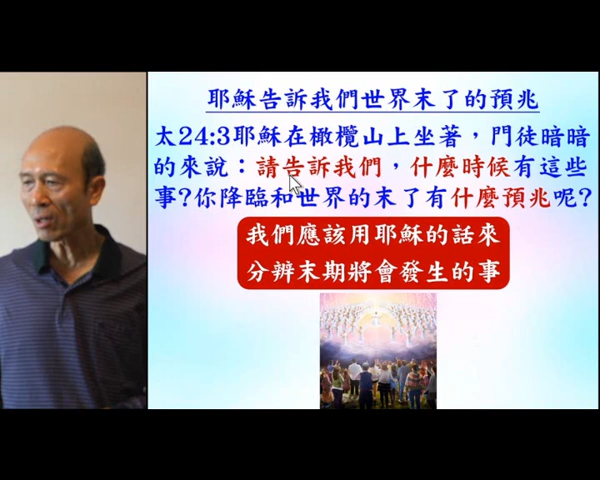 耶穌告訴我們世界末了的預兆
太24:3耶穌在橄欖山上坐著，門徒暗暗
的來說：請告訴我們，什麼時候有這些
事?你降臨和世界的末了有什麼預兆呢?
我們應該用耶穌的話來
分辨末期將會發生的事